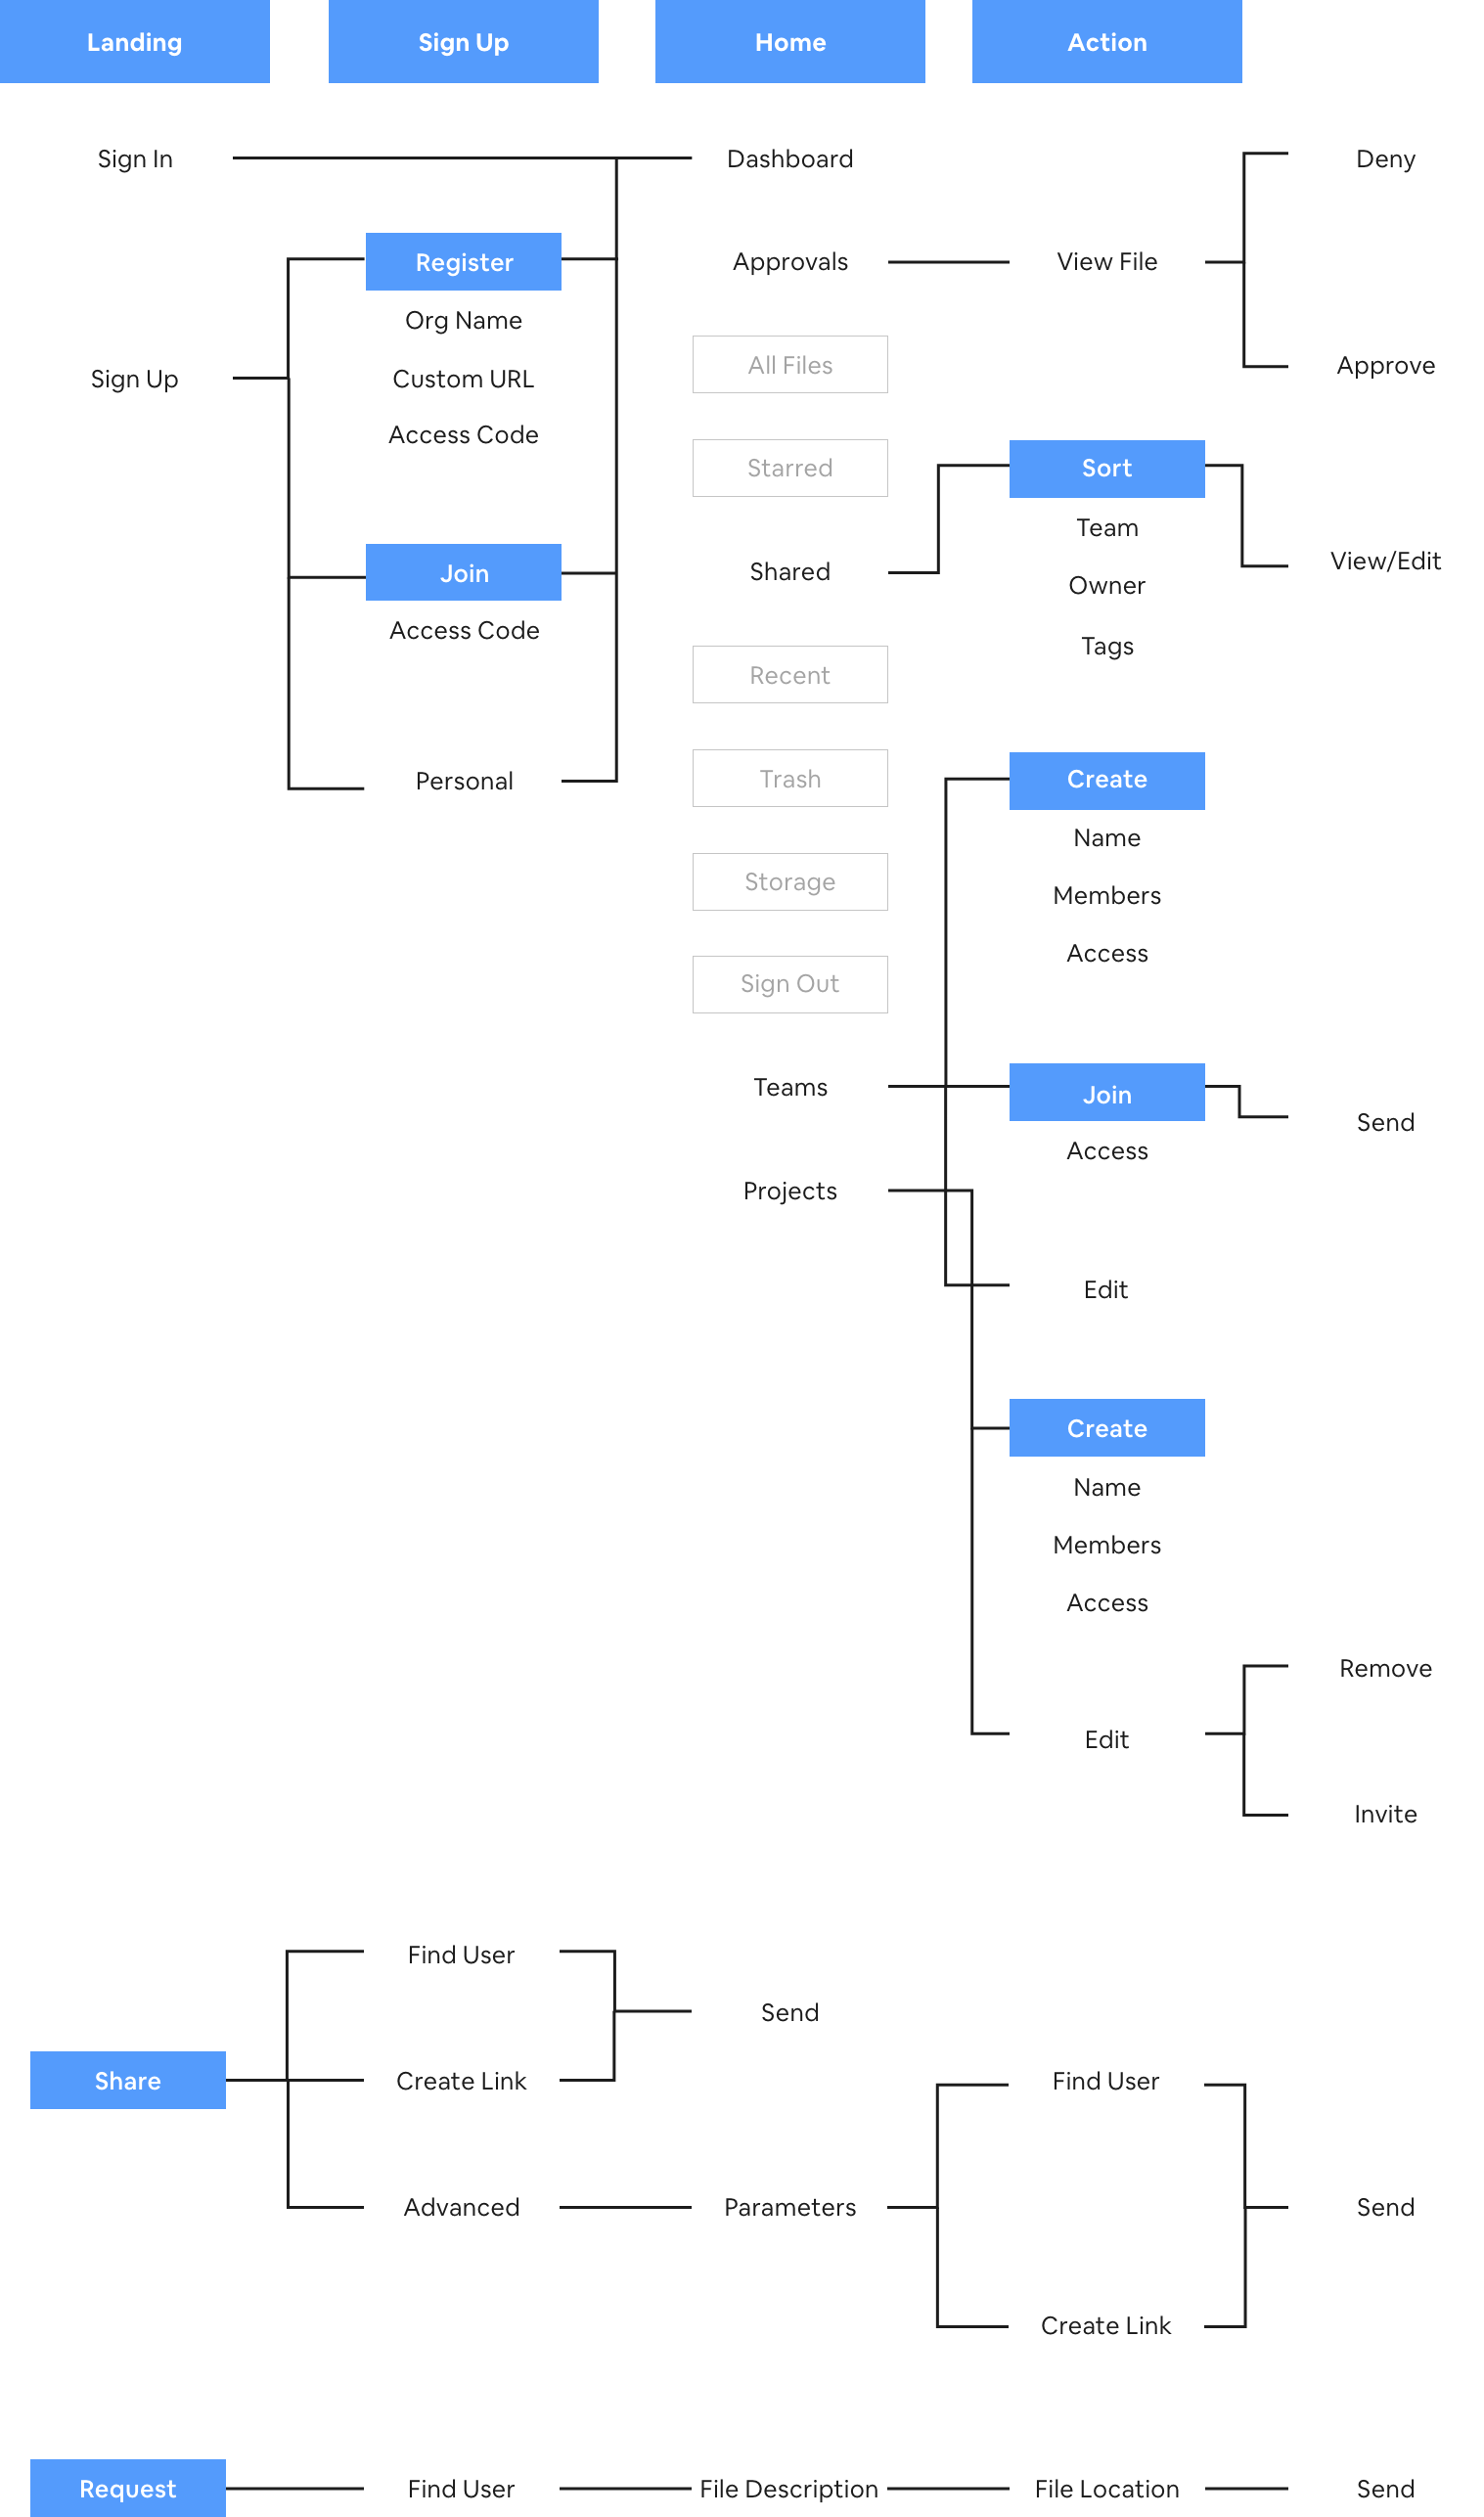 Landing
Sign Up
Home
Action
Sign In
Dashboard
Deny
Register
Approvals
View File
Org Name
All Files
Approve
Sign Up
Custom URL
Access Code
Starred
Sort
Team
Join
Shared
View/Edit
Owner
Access Code
Tags
Recent
Personal
Trash
Create
Name
Storage
Members
Access
Sign Out
Teams
Join
Send
Access
Projects
Edit
Create
Name
Members
Access
Remove
Edit
Invite
Find User
Send
Share
Create Link
Find User
Advanced
Parameters
Send
Create Link
Request
Find User
File Description
File Location
Send